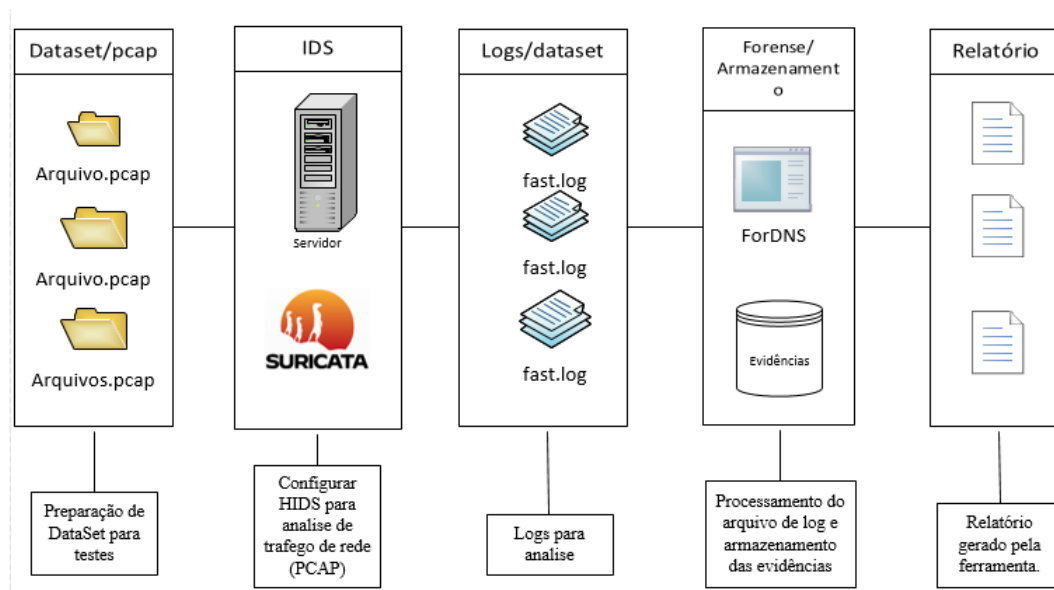 Dataset/pcap
Arquivo.pcap
Arquivo.pcap
Arquivos.pcap
Preparação de
DataSet para
testes
IDS
Servidor
SURICATA
Configurar
HIDS para
analise de
trafego de rede
(PCAP)
Logs/dataset
fast.log
fast.log
fast.log
Logs para
analise
Forense/
Armazenament
o
ForDNS
Evidências
Processamento do
arquivo de log e
armazenamento
das evidências
Relatório
Relatório
gerado pela
ferramenta.